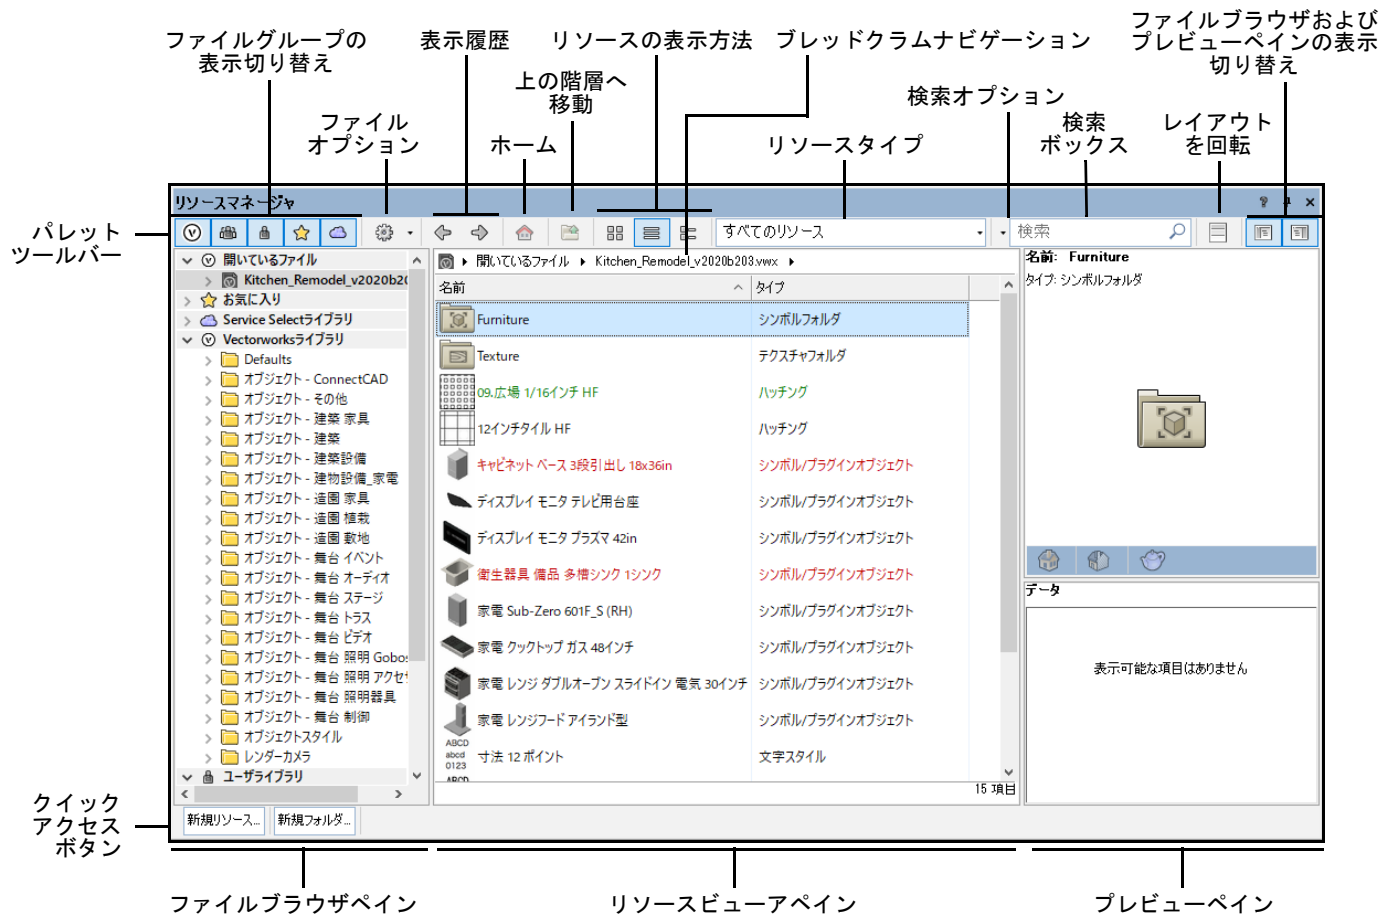 ファイルグループの
表示切り替え
表示履歴
リソースの表示方法
ブレッドクラムナビゲーション
ファイルブラウザおよび
プレビューペインの表示
切り替え
上の階層へ
移動
検索オプション
ファイル
オプション
ホーム
リソースタイプ
検索
ボックス
レイアウト
を回転
パレット
ツールバー
リソースマネージャ
すべてのリソース
検索
開いているファイル
Kitchen_Remodel_v2020b2
お気に入り
Service Selectライブラリ
Vectorworksライブラリ
Defaults
オブジェクト - ConnectCAD
オブジェクト - その他
オブジェクト - 建築 家具
オブジェクト - 建築
オブジェクト - 建築設備
オブジェクト - 建物設備_家電
オブジェクト - 造園 家具
オブジェクト - 造園 植栽
オブジェクト - 造園 敷地
オブジェクト - 舞台 イベント
オブジェクト - 舞台 オーディオ
オブジェクト - 舞台 ステージ
オブジェクト - 舞台 トラス
オブジェクト - 舞台 ビデオ
オブジェクト - 舞台 照明 Gobo
オブジェクト - 舞台 照明 アクセ
オブジェクト - 舞台 照明器具
オブジェクト - 舞台 制御
オブジェクトスタイル
レンダーカメラ
ユーザライブラリ
開いているファイル
Kitchen_Remodel_v2020b203.vwx
名前 タイプ
Furniture シンボルフォルダ
Texture テクスチャフォルダ
09.広場 1/16インチ HF ハッチング
12インチタイル HF ハッチング
キャビネット ベース 3段引出し 18x36in シンボル/プラグインオブジェクト
ディスプレイ モニタ テレビ用台座 シンボル/プラグインオブジェクト
ディスプレイ モニタ プラズマ 42in シンボル/プラグインオブジェクト
衛生器具 備品 多槽シンク 1シンク シンボル/プラグインオブジェクト
家電 Sub-Zero 601F_S (RH) シンボル/プラグインオブジェクト
家電 クックトップ ガス 48インチ シンボル/プラグインオブジェクト
家電 レンジ ダブルオーブン スライドイン 電気 30インチ シンボル/プラグインオブジェクト
家電 レンジフード アイランド型 シンボル/プラグインオブジェクト
ABCD
abcd
0123
寸法 12 ポイント 文字スタイル
ABCD
15 項目
名前: Furniture
タイプ: シンボルフォルダ
データ
表示可能な項目はありません
クイック
アクセス
ボタン
新規リソース...
新規フォルダ...
ファイルブラウザペイン
リソースビューアペイン
プレビューペイン